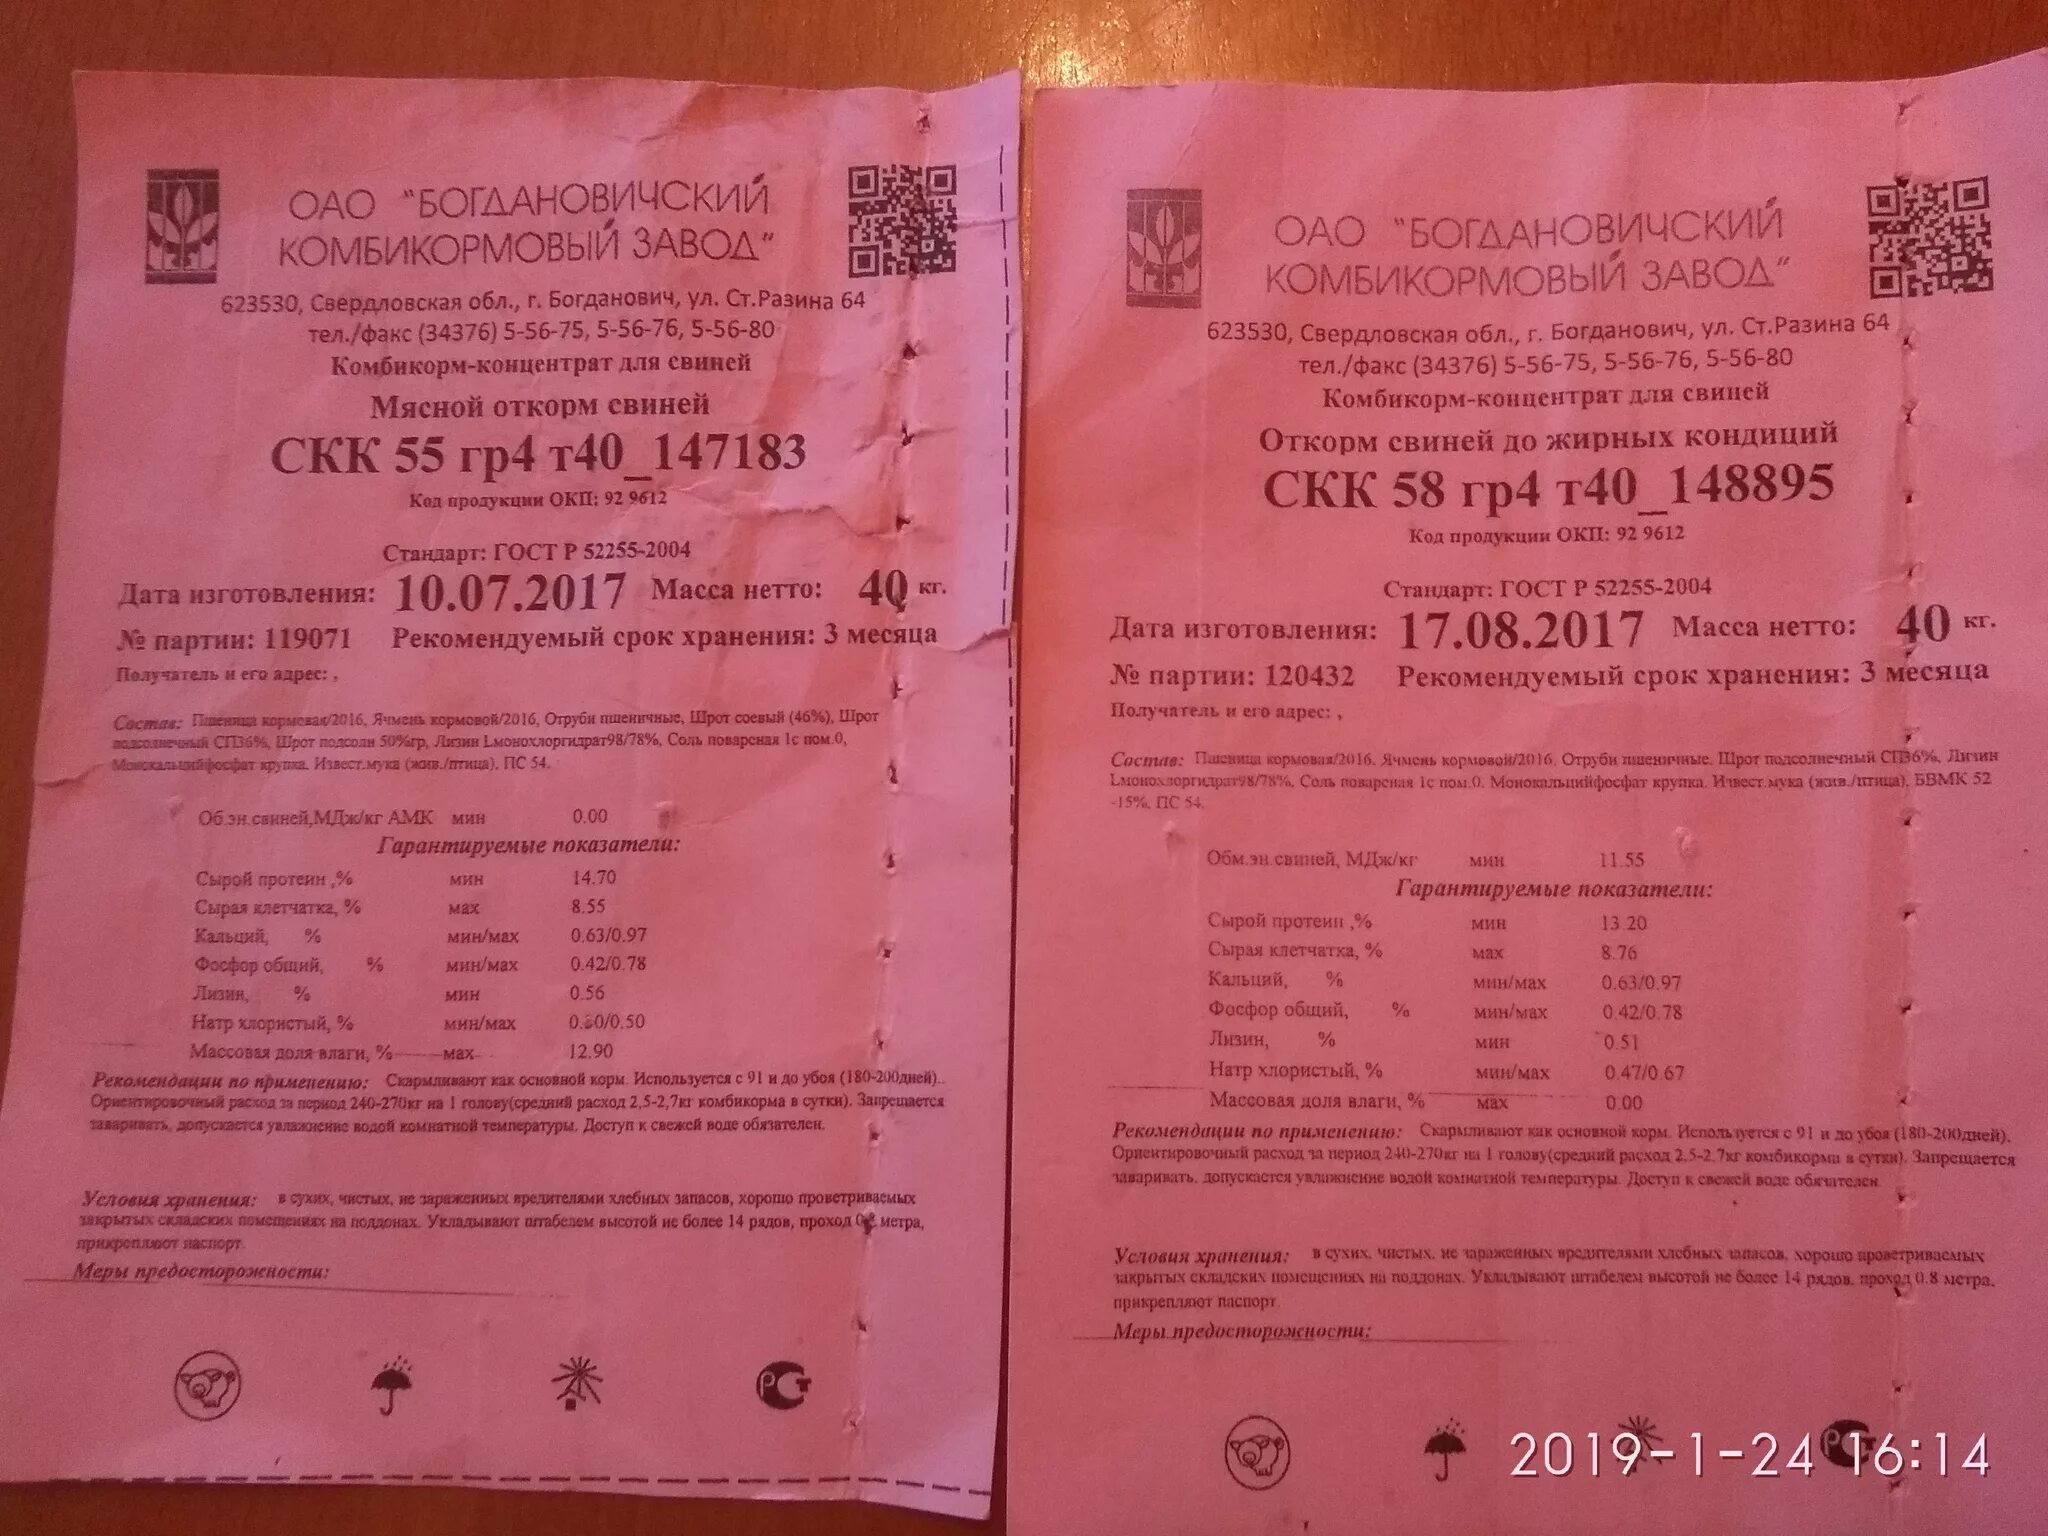 ОАО "БОГДАНОВИЧСКИЙ
КОМБИКОРМОВЫЙ ЗАВОД"
623530, Свердловская обл., г. Богданович, ул. Ст.Разина 64
тел./факс (34376) 5-56-75, 5-56-76, 5-56-80
Комбикорм-концентрат для свиней
Мясной откорм свиней
СКК 55 гр4 т40_147183
Код продукции ОКП: 92 9612
Стандарт: ГОСТ Р 52255-2004
Дата изготовления: 10.07.2017 Масса нетто: 40 кг.
№ партии: 119071 Рекомендуемый срок хранения: 3 месяца
Получатель и его адрес: ,
Состав: Пшеница кормовая/2016, Ячмень кормовой/2016, Отруби пшеничные, Шрот соевый (46%), Шрот
подсолнечный СП36%, Шрот подсолн 50%гр, Лизин Lмонохлоргидрат98/78%, Соль поварсная 1с пом.0,
Монокальцийфосфат крупка, Извест.мука (жив./птица), ПС 54,
Об.эн.свиней,МДж/кг АМК мин 0.00
Гарантируемые показатели:
Сырой протеин ,% мин 14.70
Сырая клетчатка, % мах 8.55
Кальций, % мин/мах 0.63/0.97
Фосфор общий, % мин/мах 0.42/0.78
Лизин, % мин 0.56
Натр хлористый, % мин/мах 0.30/0.50
Массовая доля влаги, % мах 12.90
Рекомендации по применению: Скармливают как основной корм. Используется с 91 и до убоя (180-200дней)..
Ориентировочный расход за период 240-270кг на 1 голову(средний расход 2,5-2,7кг комбикорма в сутки). Запрещается
заваривать, допускается увлажнение водой комнатной температуры. Доступ к свежей воде обязателен.
Условия хранения: в сухих, чистых, не зараженных вредителями хлебных запасов, хорошо проветриваемых
закрытых складских помещениях на поддонах. Укладывают штабелем высотой не более 14 рядов, проход 0,8 метра,
прикрепляют паспорт.
Меры предосторожности:
РСТ
ОАО "БОГДАНОВИЧСКИЙ
КОМБИКОРМОВЫЙ ЗАВОД"
623530, Свердловская обл., г. Богданович, ул. Ст.Разина 64
тел./факс (34376) 5-56-75, 5-56-76, 5-56-80
Комбикорм-концентрат для свиней
Откорм свиней до жирных кондиций
СКК 58 гр4 т40_148895
Код продукции ОКП: 92 9612
Стандарт: ГОСТ Р 52255-2004
Дата изготовления: 17.08.2017 Масса нетто: 40 кг.
№ партии: 120432 Рекомендуемый срок хранения: 3 месяца
Получатель и его адрес: ,
Состав: Пшеница кормовая/2016, Ячмень кормовой/2016, Отруби пшеничные, Шрот подсолнечный СП36%, Лизин
Lмонохлоргидрат98/78%, Соль поварсная 1с пом.0, Монокальцийфосфат крупка, Извест.мука (жив./птица), БВМК 52
-15%, ПС 54,
Обм.эн.свиней, МДж/кг мин 11.55
Гарантируемые показатели:
Сырой протеин ,% мин 13.20
Сырая клетчатка, % мах 8.76
Кальций, % мин/мах 0.63/0.97
Фосфор общий, % мин/мах 0.42/0.78
Лизин, % мин 0.51
Натр хлористый, % мин/мах 0.47/0.67
Массовая доля влаги, % мах 0.00
Рекомендации по применению: Скармливают как основной корм. Используется с 91 и до убоя (180-200дней).
Ориентировочный расход за период 240-270кг на 1 голову(средний расход 2,5-2,7кг комбикорма в сутки). Запрещается
заваривать, допускается увлажнение водой комнатной температуры. Доступ к свежей воде обязателен.
Условия хранения: в сухих, чистых, не зараженных вредителями хлебных запасов, хорошо проветриваемых
закрытых складских помещениях на поддонах. Укладывают штабелем высотой не более 14 рядов, проход 0,8 метра,
прикрепляют паспорт.
Меры предосторожности:
РСТ
2019-1-24 16:14